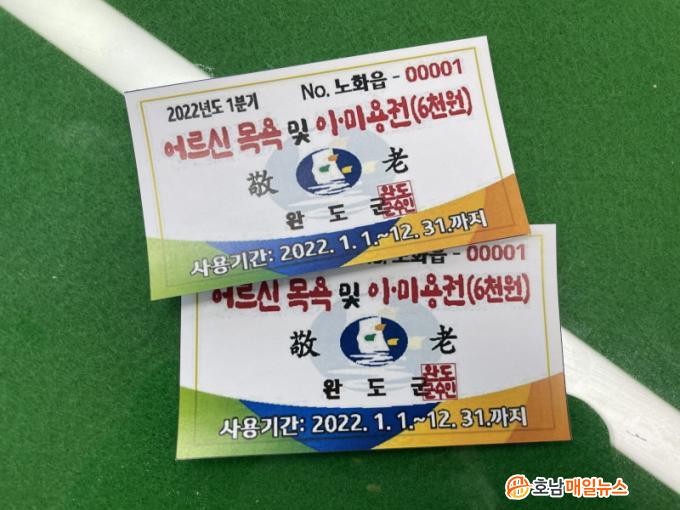 2022년도 1분기
No. 노화읍 - 00001
어르신 목욕 및 이·미용권(6천원)
敬 老
완 도 군
완도
군수인
사용기간: 2022. 1. 1.~12. 31.까지
No. 노화읍 - 00001
어르신 목욕 및 이·미용권(6천원)
敬 老
완 도 군
완도
군수인
사용기간: 2022. 1. 1.~12. 31.까지
호남매일뉴스